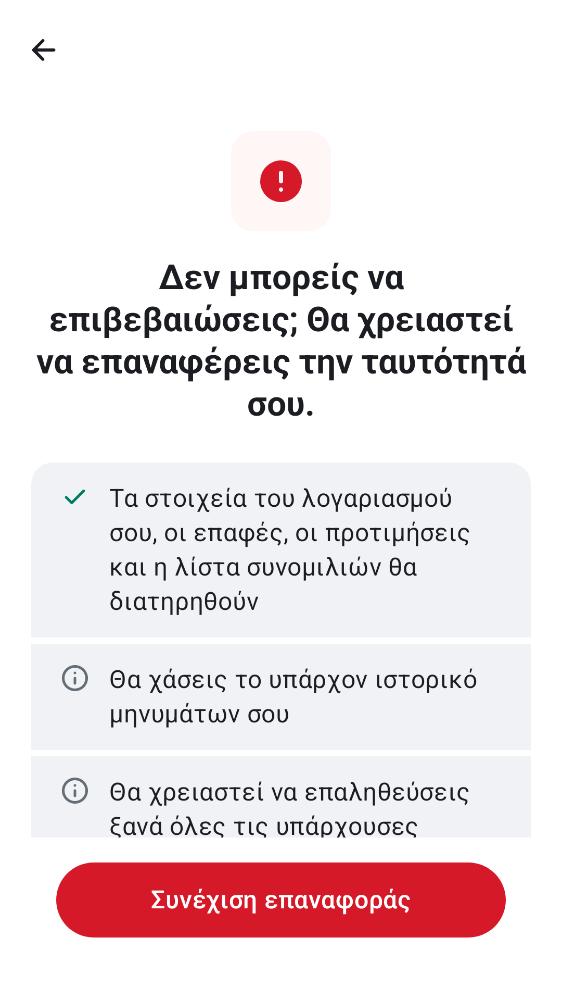 Δεν μπορείς να
επιβεβαιώσεις; Θα χρειαστεί
να επαναφέρεις την ταυτότητά
σου.
Τα στοιχεία του λογαριασμού
σου, οι επαφές, οι προτιμήσεις
και η λίστα συνομιλιών θα
διατηρηθούν
Θα χάσεις το υπάρχον ιστορικό
μηνυμάτων σου
Θα χρειαστεί να επαληθεύσεις
ξανά όλες τις υπάρχουσες
Συνέχιση επαναφοράς